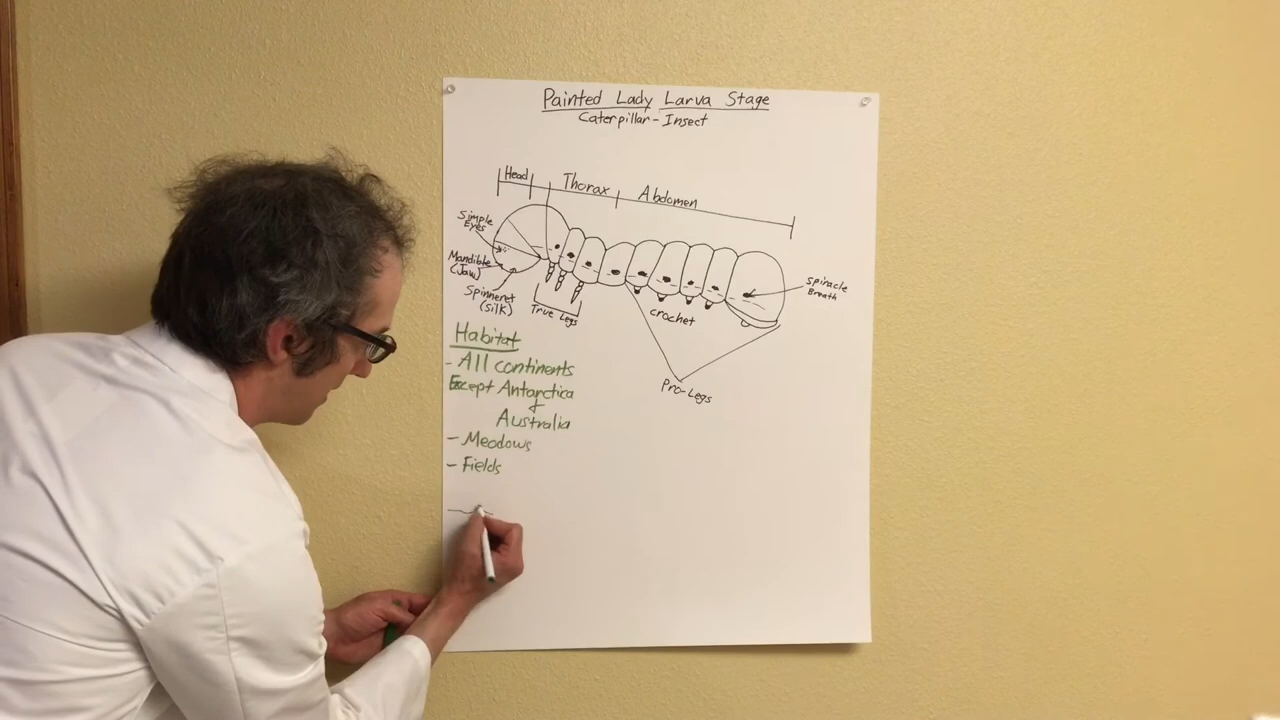 Painted Lady Larva Stage
Caterpillar - Insect
Head
Thorax
Abdomen
Simple
Eyes
Mandible
(Jaw)
Spinneret
(Silk)
True Legs
crochet
Spiracle
Breath
Pro-Legs
Habitat
- All continents
Except Antarctica
&
Australia
- Meadows
- Fields